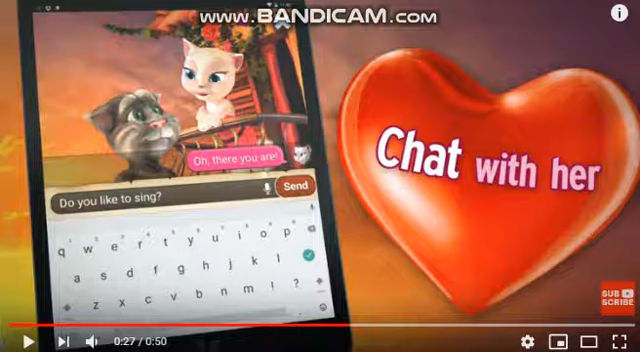 www.BANDICAM.com
Oh, there you are!
Do you like to sing?
Send
Chat with her
q w e r t y u i o p
a s d f g h j k l
z x c v b n m ! ?
SUB
SCRIBE
0:27 / 0:50